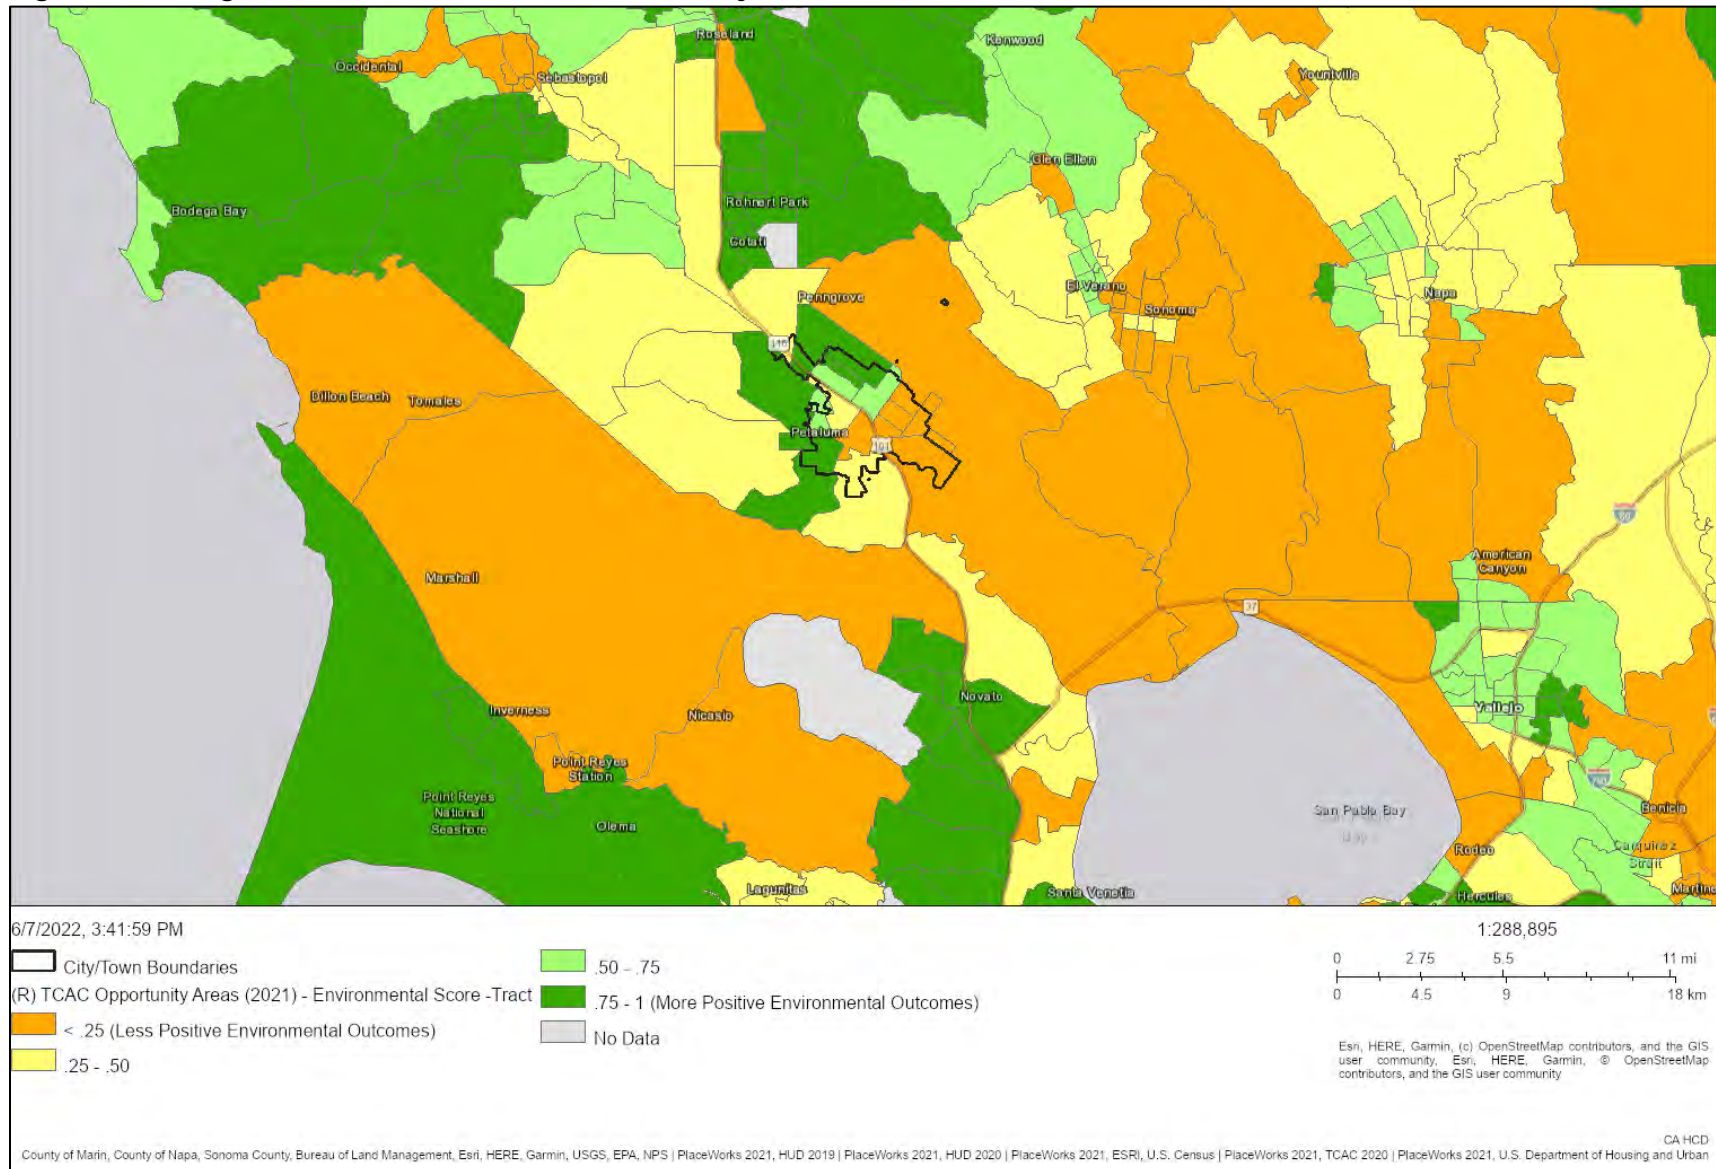 Roseland
Kenwood
Occidental
Sebastopol
Yountville
Glen Ellen
Bodega Bay
Rohnert Park
Cotati
El Verano
Penngrove
Napa
Sonoma
116
Dillon Beach
Tomales
Petaluma
101
80
American
Canyon
Marshall
37
Novato
Inverness
Nicasio
Vallejo
Point Reyes
Station
780
Point Reyes
National
Seashore
Olema
San Pablo Bay
Benicia
Carquinez
Strait
Rodeo
Lagunitas
Santa Venetia
Hercules
Martine
6/7/2022, 3:41:59 PM
City/Town Boundaries
(R) TCAC Opportunity Areas (2021) - Environmental Score -Tract
< .25 (Less Positive Environmental Outcomes)
.25 - .50
.50 - .75
.75 - 1 (More Positive Environmental Outcomes)
No Data
1:288,895
0 2.75 5.5 11 mi
0 4.5 9 18 km
Esri, HERE, Garmin, (c) OpenStreetMap contributors, and the GIS
user community, Esri, HERE, Garmin, © OpenStreetMap
contributors, and the GIS user community
CA HCD
County of Marin, County of Napa, Sonoma County, Bureau of Land Management, Esri, HERE, Garmin, USGS, EPA, NPS | PlaceWorks 2021, HUD 2019 | PlaceWorks 2021, HUD 2020 | PlaceWorks 2021, ESRI, U.S. Census | PlaceWorks 2021, TCAC 2020 | PlaceWorks 2021, U.S. Department of Housing and Urban